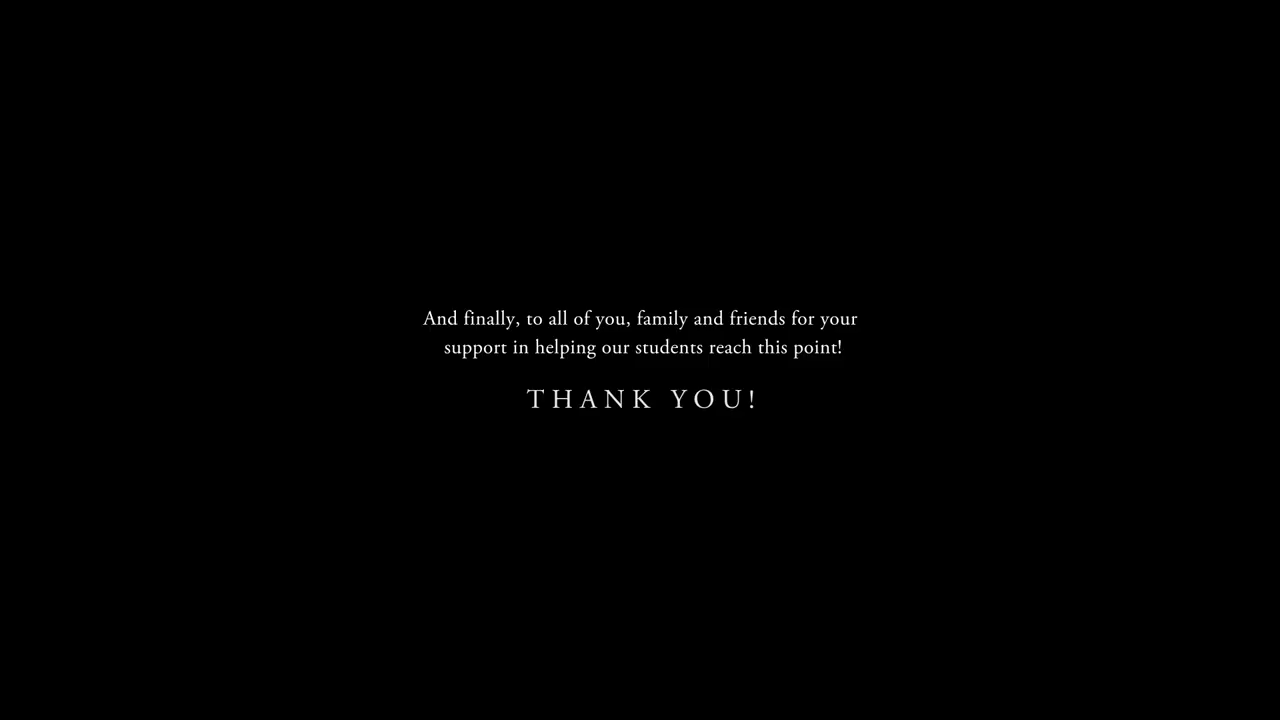 And finally, to all of you, family and friends for your
support in helping our students reach this point!
THANK YOU!